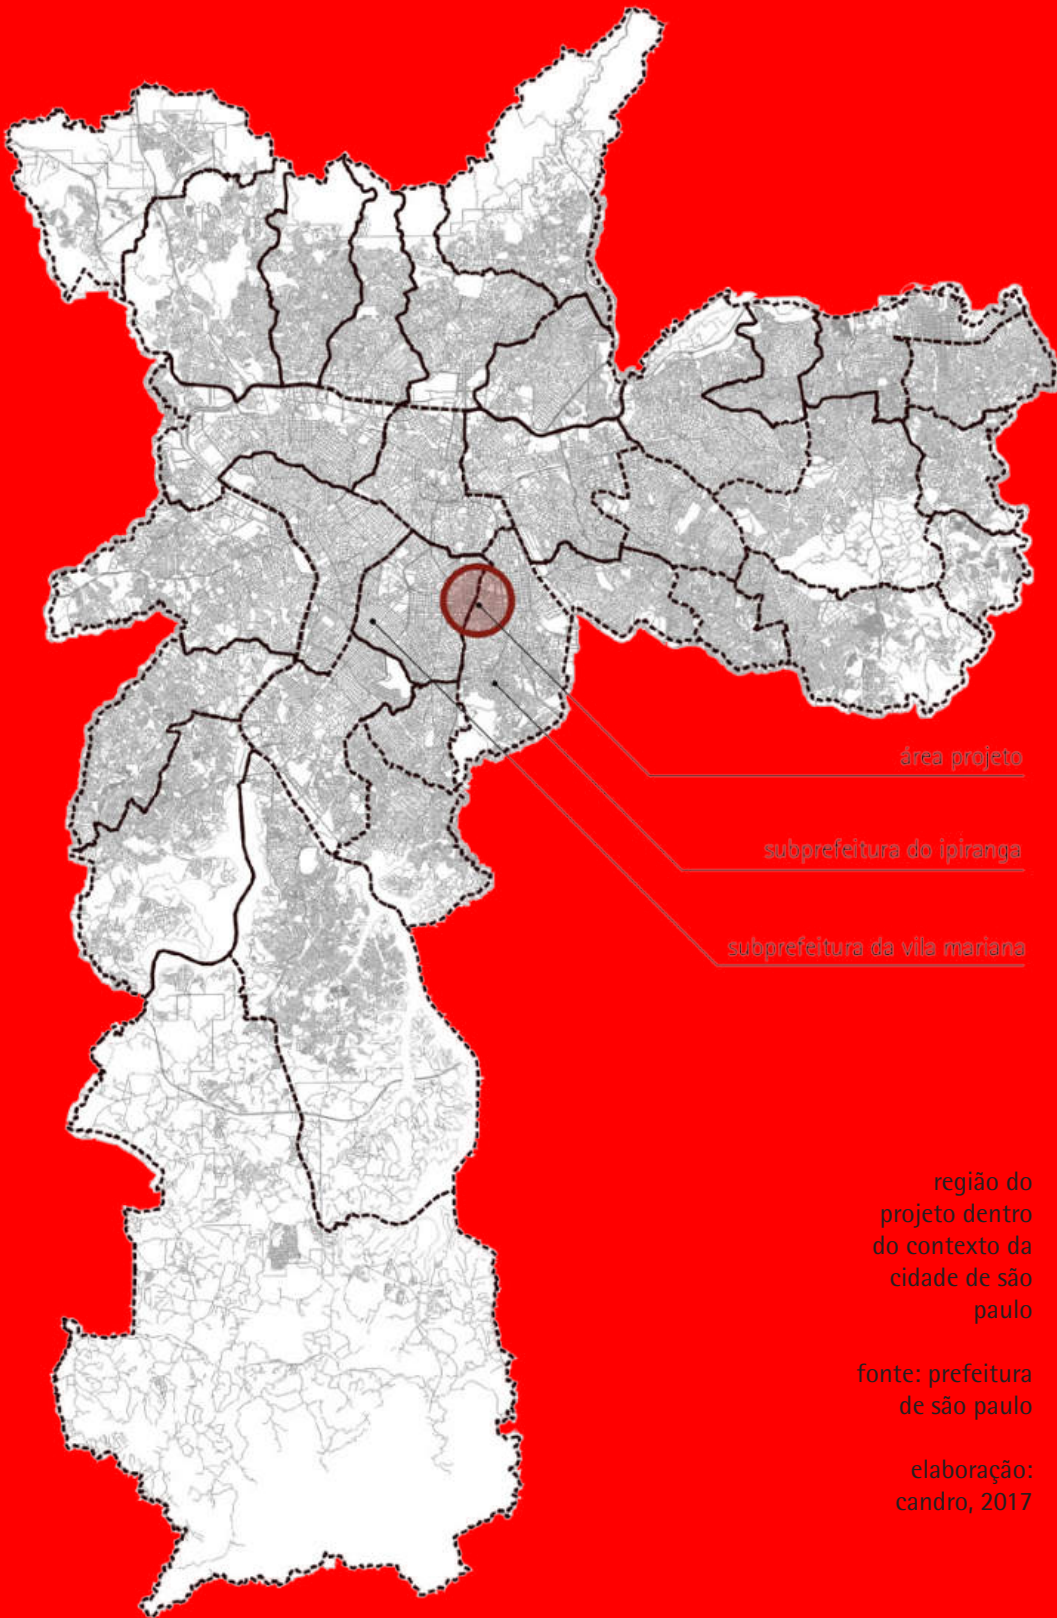 área projeto
subprefeitura do ipiranga
subprefeitura da vila mariana
região do
projeto dentro
do contexto da
cidade de são
paulo
fonte: prefeitura
de são paulo
elaboração:
candro, 2017